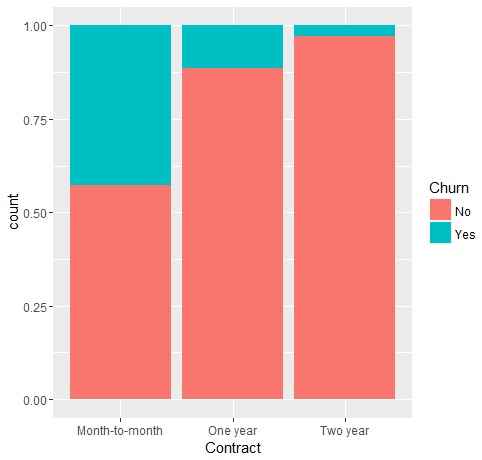 1.00
0.75
0.50
0.25
0.00
count
Month-to-month
One year
Two year
Contract
Churn
No
Yes